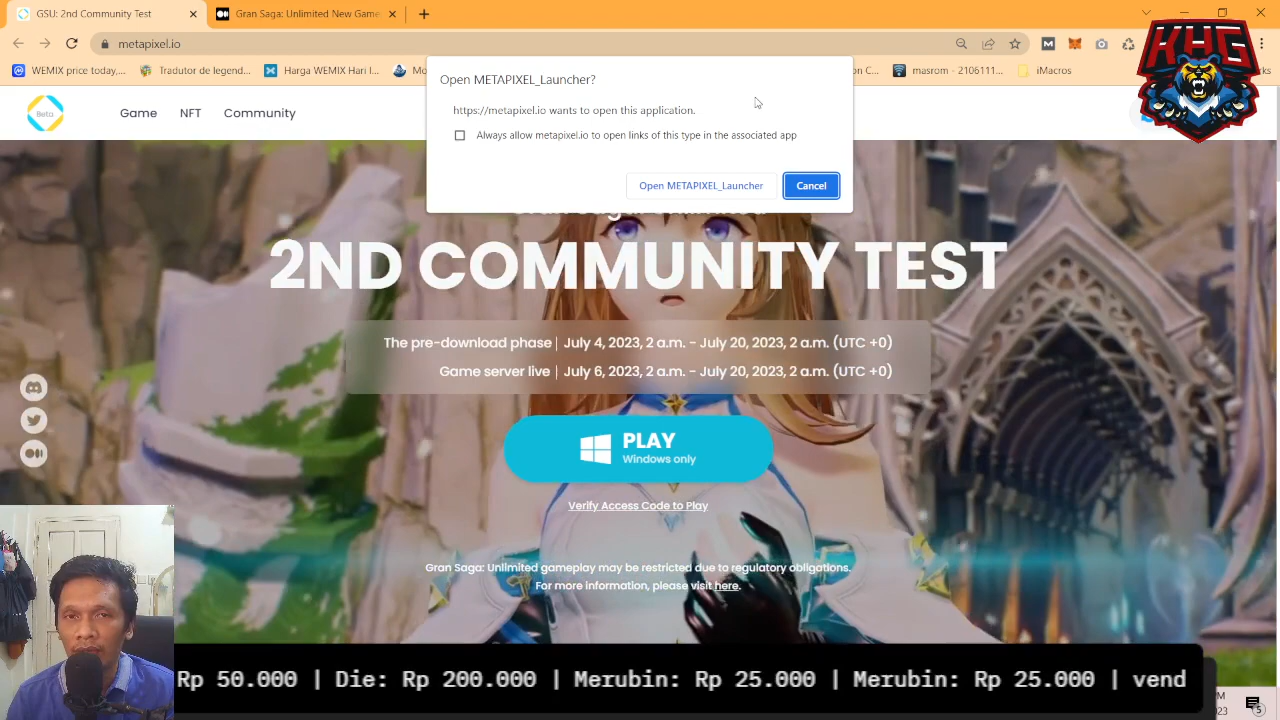 GSU: 2nd Community Test
Gran Saga: Unlimited New Game
metapixel.io
WEMIX price today,...
Tradutor de legend...
Harga WEMIX Hari I...
masrom - 2106111...
iMacros
KHG
Open METAPIXEL_Launcher?
https://metapixel.io wants to open this application.
Always allow metapixel.io to open links of this type in the associated app
Open METAPIXEL_Launcher
Cancel
Beta
Game
NFT
Community
2ND COMMUNITY TEST
The pre-download phase | July 4, 2023, 2 a.m. - July 20, 2023, 2 a.m. (UTC +0)
Game server live | July 6, 2023, 2 a.m. - July 20, 2023, 2 a.m. (UTC +0)
PLAY
Windows only
Verify Access Code to Play
Gran Saga: Unlimited gameplay may be restricted due to regulatory obligations.
For more information, please visit here.
Rp 50.000 | Die: Rp 200.000 | Merubin: Rp 25.000 | Merubin: Rp 25.000 | vend
5